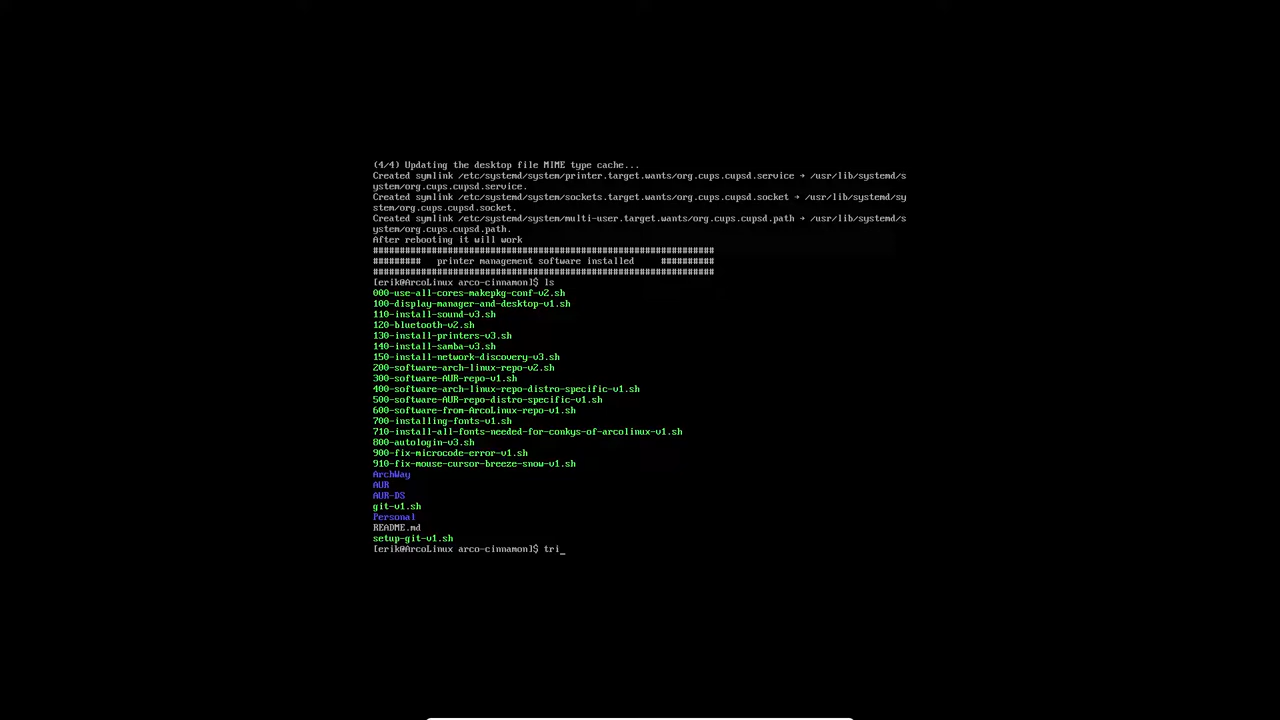 (4/4) Updating the desktop file MIME type cache...
Created symlink /etc/systemd/system/printer.target.wants/org.cups.cupsd.service → /usr/lib/systemd/s
ystem/org.cups.cupsd.service.
Created symlink /etc/systemd/system/sockets.target.wants/org.cups.cupsd.socket → /usr/lib/systemd/sy
stem/org.cups.cupsd.socket.
Created symlink /etc/systemd/system/multi-user.target.wants/org.cups.cupsd.path → /usr/lib/systemd/s
ystem/org.cups.cupsd.path.
After rebooting it will work
################################################################
#########   printer management software installed     ##########
################################################################
[erik@ArcoLinux arco-cinnamon]$ ls
000-use-all-cores-makepkg-conf-v2.sh
100-display-manager-and-desktop-v1.sh
110-install-sound-v3.sh
120-bluetooth-v2.sh
130-install-printers-v3.sh
140-install-samba-v3.sh
150-install-network-discovery-v3.sh
200-software-arch-linux-repo-v2.sh
300-software-AUR-repo-v1.sh
400-software-arch-linux-repo-distro-specific-v1.sh
500-software-AUR-repo-distro-specific-v1.sh
600-software-from-ArcoLinux-repo-v1.sh
700-installing-fonts-v1.sh
710-install-all-fonts-needed-for-conkys-of-arcolinux-v1.sh
800-autologin-v3.sh
900-fix-microcode-error-v1.sh
910-fix-mouse-cursor-breeze-snow-v1.sh
ArchWay
AUR
AUR-DS
git-v1.sh
Personal
README.md
setup-git-v1.sh
[erik@ArcoLinux arco-cinnamon]$ tri_